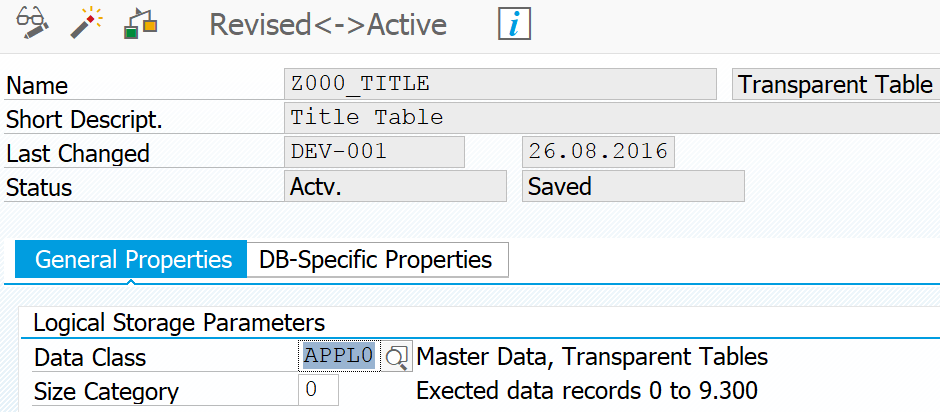 Revised<->Active i
Name Z000_TITLE Transparent Table
Short Descript. Title Table
Last Changed DEV-001 26.08.2016
Status Actv. Saved
General Properties DB-Specific Properties
Logical Storage Parameters
Data Class APPL0 Master Data, Transparent Tables
Size Category 0 Exected data records 0 to 9.300